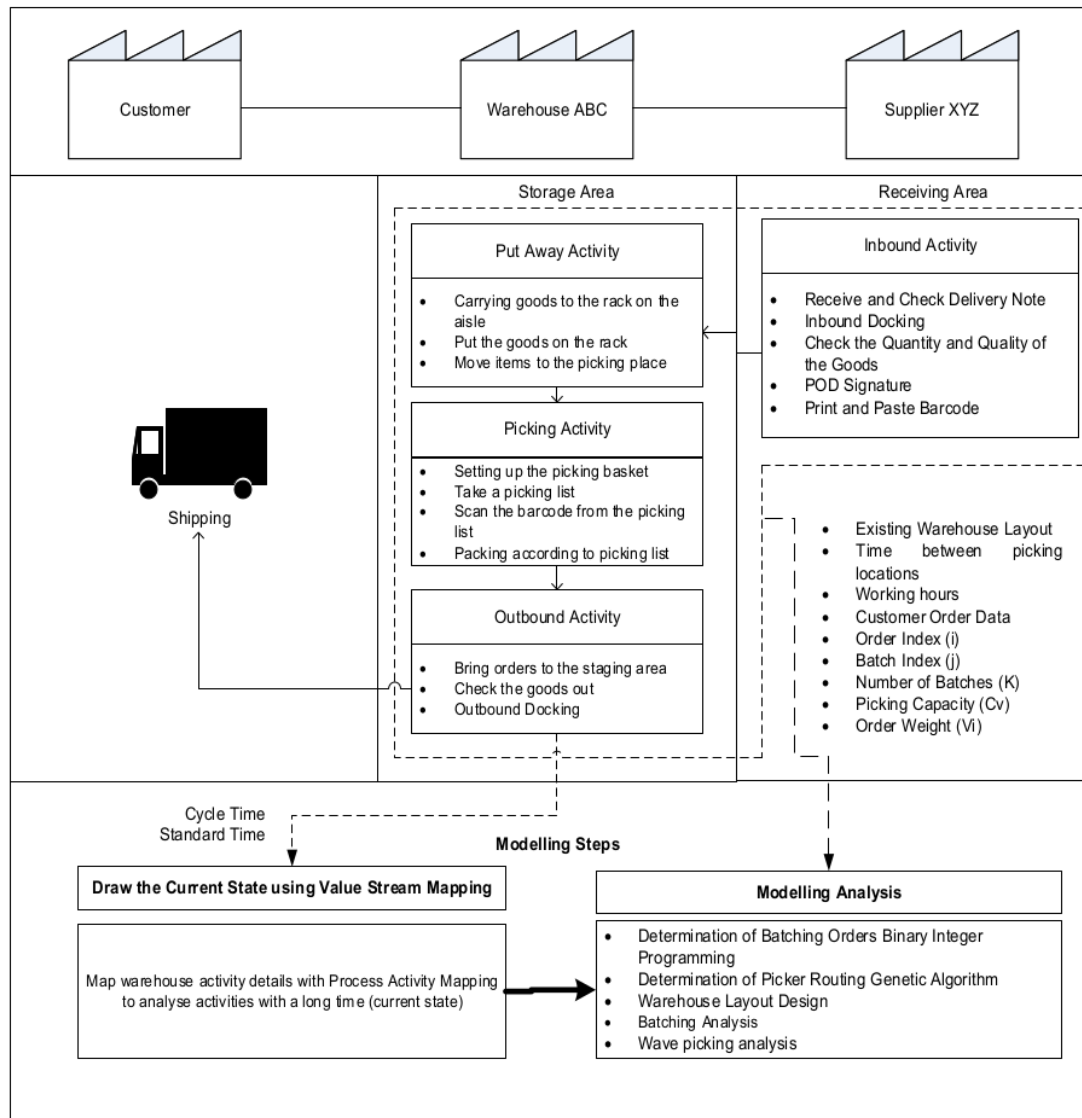 Customer
Warehouse ABC
Supplier XYZ
Storage Area
Receiving Area
Put Away Activity
• Carrying goods to the rack on the
aisle
• Put the goods on the rack
• Move items to the picking place
Inbound Activity
• Receive and Check Delivery Note
• Inbound Docking
• Check the Quantity and Quality of
the Goods
• POD Signature
• Print and Paste Barcode
Picking Activity
• Setting up the picking basket
• Take a picking list
• Scan the barcode from the picking
list
• Packing according to picking list
Shipping
Outbound Activity
• Bring orders to the staging area
• Check the goods out
• Outbound Docking
• Existing Warehouse Layout
• Time between picking
locations
• Working hours
• Customer Order Data
• Order Index (i)
• Batch Index (j)
• Number of Batches (K)
• Picking Capacity (Cv)
• Order Weight (Vi)
Cycle Time
Standard Time
Modelling Steps
Draw the Current State using Value Stream Mapping
Map warehouse activity details with Process Activity Mapping
to analyse activities with a long time (current state)
Modelling Analysis
• Determination of Batching Orders Binary Integer
Programming
• Determination of Picker Routing Genetic Algorithm
• Warehouse Layout Design
• Batching Analysis
• Wave picking analysis